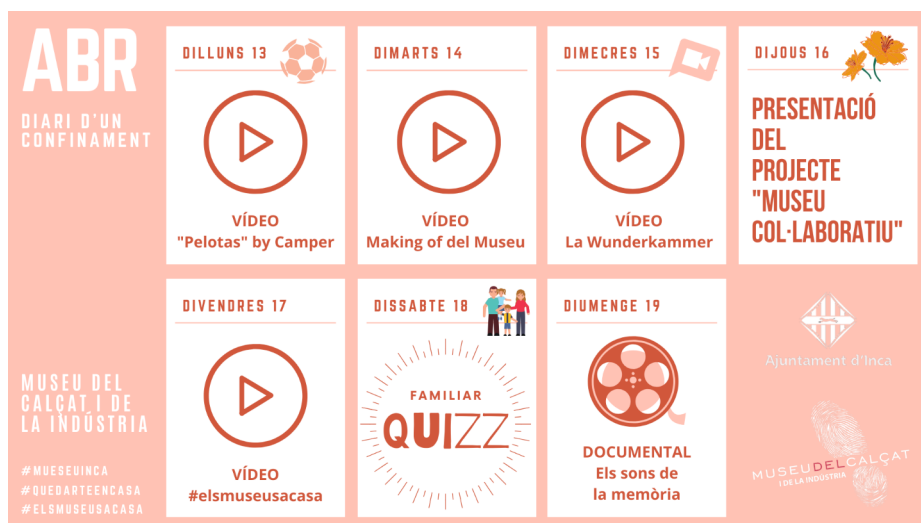 ABR
DIARI D'UN
CONFINAMENT
DILLUNS 13
VÍDEO
"Pelotas" by Camper
DIMARTS 14
VÍDEO
Making of del Museu
DIMECRES 15
VÍDEO
La Wunderkammer
DIJOUS 16
PRESENTACIÓ
DEL
PROJECTE
"MUSEU
COL·LABORATIU"
DIVENDRES 17
VÍDEO
#elsmuseusacasa
DISSABTE 18
FAMILIAR
QUIZZ
DIUMENGE 19
DOCUMENTAL
Els sons de
la memòria
Ajuntament d'Inca
MUSEU DEL
CALÇAT I DE
LA INDÚSTRIA
#MUESEUINCA
#QUEDARTEENCASA
#ELSMUSEUSACASA
MUSEUDELCALÇAT
I DE LA INDÚSTRIA